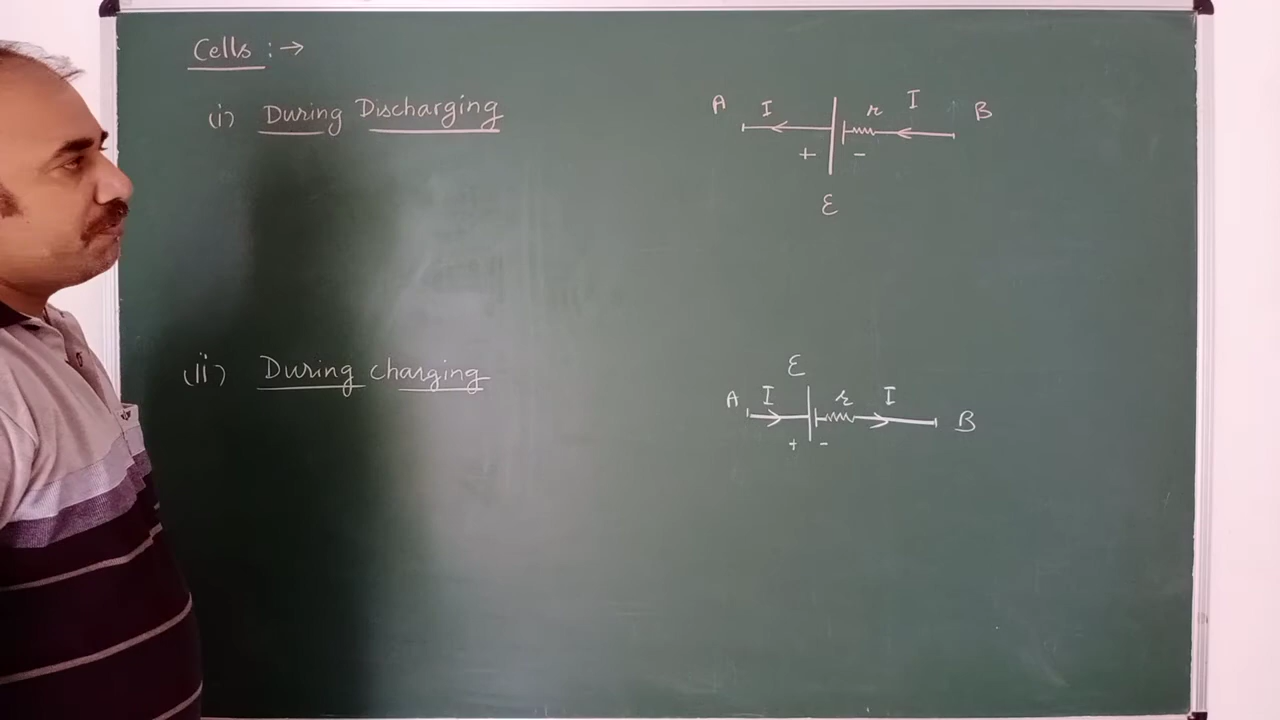 Cells :→
(i) During Discharging
A I r I B
+ -
ε
(ii) During charging
ε
A I r I B
+ -